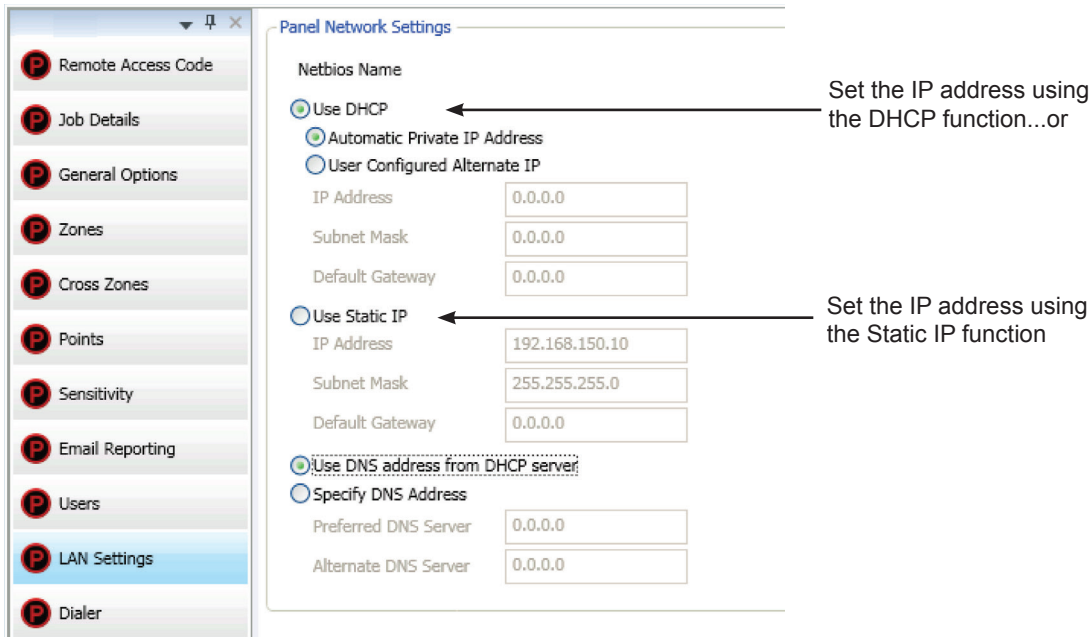 Remote Access Code
Job Details
General Options
Zones
Cross Zones
Points
Sensitivity
Email Reporting
Users
LAN Settings
Dialer
Panel Network Settings
Netbios Name
Use DHCP
Automatic Private IP Address
User Configured Alternate IP
IP Address 0.0.0.0
Subnet Mask 0.0.0.0
Default Gateway 0.0.0.0
Use Static IP
IP Address 192.168.150.10
Subnet Mask 255.255.255.0
Default Gateway 0.0.0.0
Use DNS address from DHCP server
Specify DNS Address
Preferred DNS Server 0.0.0.0
Alternate DNS Server 0.0.0.0
Set the IP address using
the DHCP function...or
Set the IP address using
the Static IP function